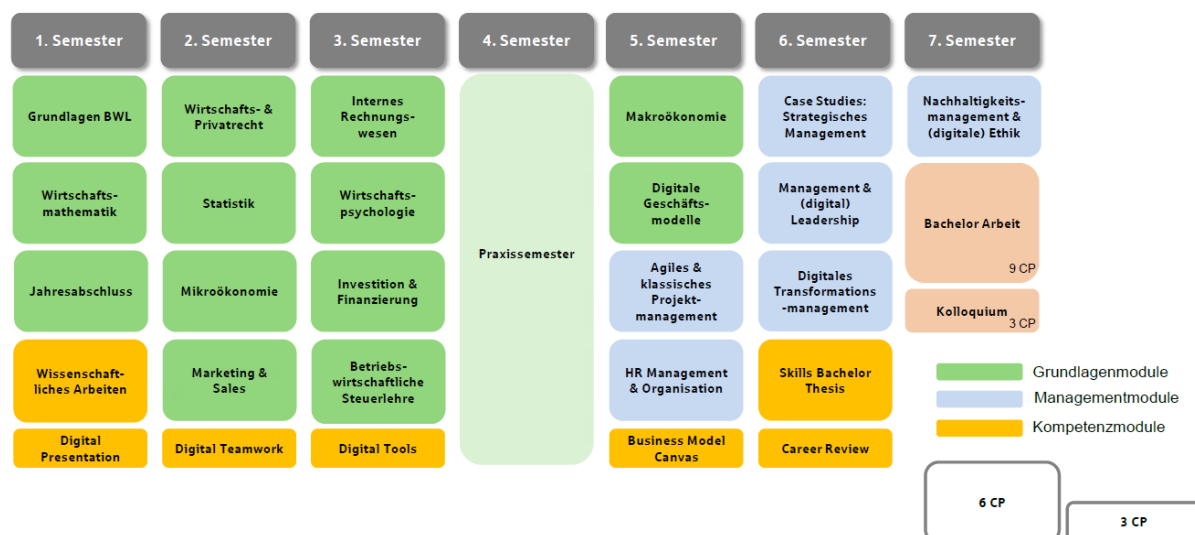 1. Semester
2. Semester
3. Semester
4. Semester
5. Semester
6. Semester
7. Semester
Grundlagen BWL
Wirtschafts-
mathematik
Jahresabschluss
Wissenschaft-
liches Arbeiten
Digital
Presentation
Wirtschafts- &
Privatrecht
Statistik
Mikroökonomie
Marketing &
Sales
Digital Teamwork
Internes
Rechnungs-
wesen
Wirtschafts-
psychologie
Investition &
Finanzierung
Betriebs-
wirtschaftliche
Steuerlehre
Digital Tools
Praxissemester
Makroökonomie
Digitale
Geschäfts-
modelle
Agiles &
klassisches
Projekt-
management
HR Management
& Organisation
Business Model
Canvas
Case Studies:
Strategisches
Management
Management &
(digital)
Leadership
Digitales
Transformations
-management
Skills Bachelor
Thesis
Career Review
Nachhaltigkeits-
management &
(digitale) Ethik
Bachelor Arbeit
9 CP
Kolloquium
3 CP
Grundlagenmodule
Managementmodule
Kompetenzmodule
6 CP
3 CP